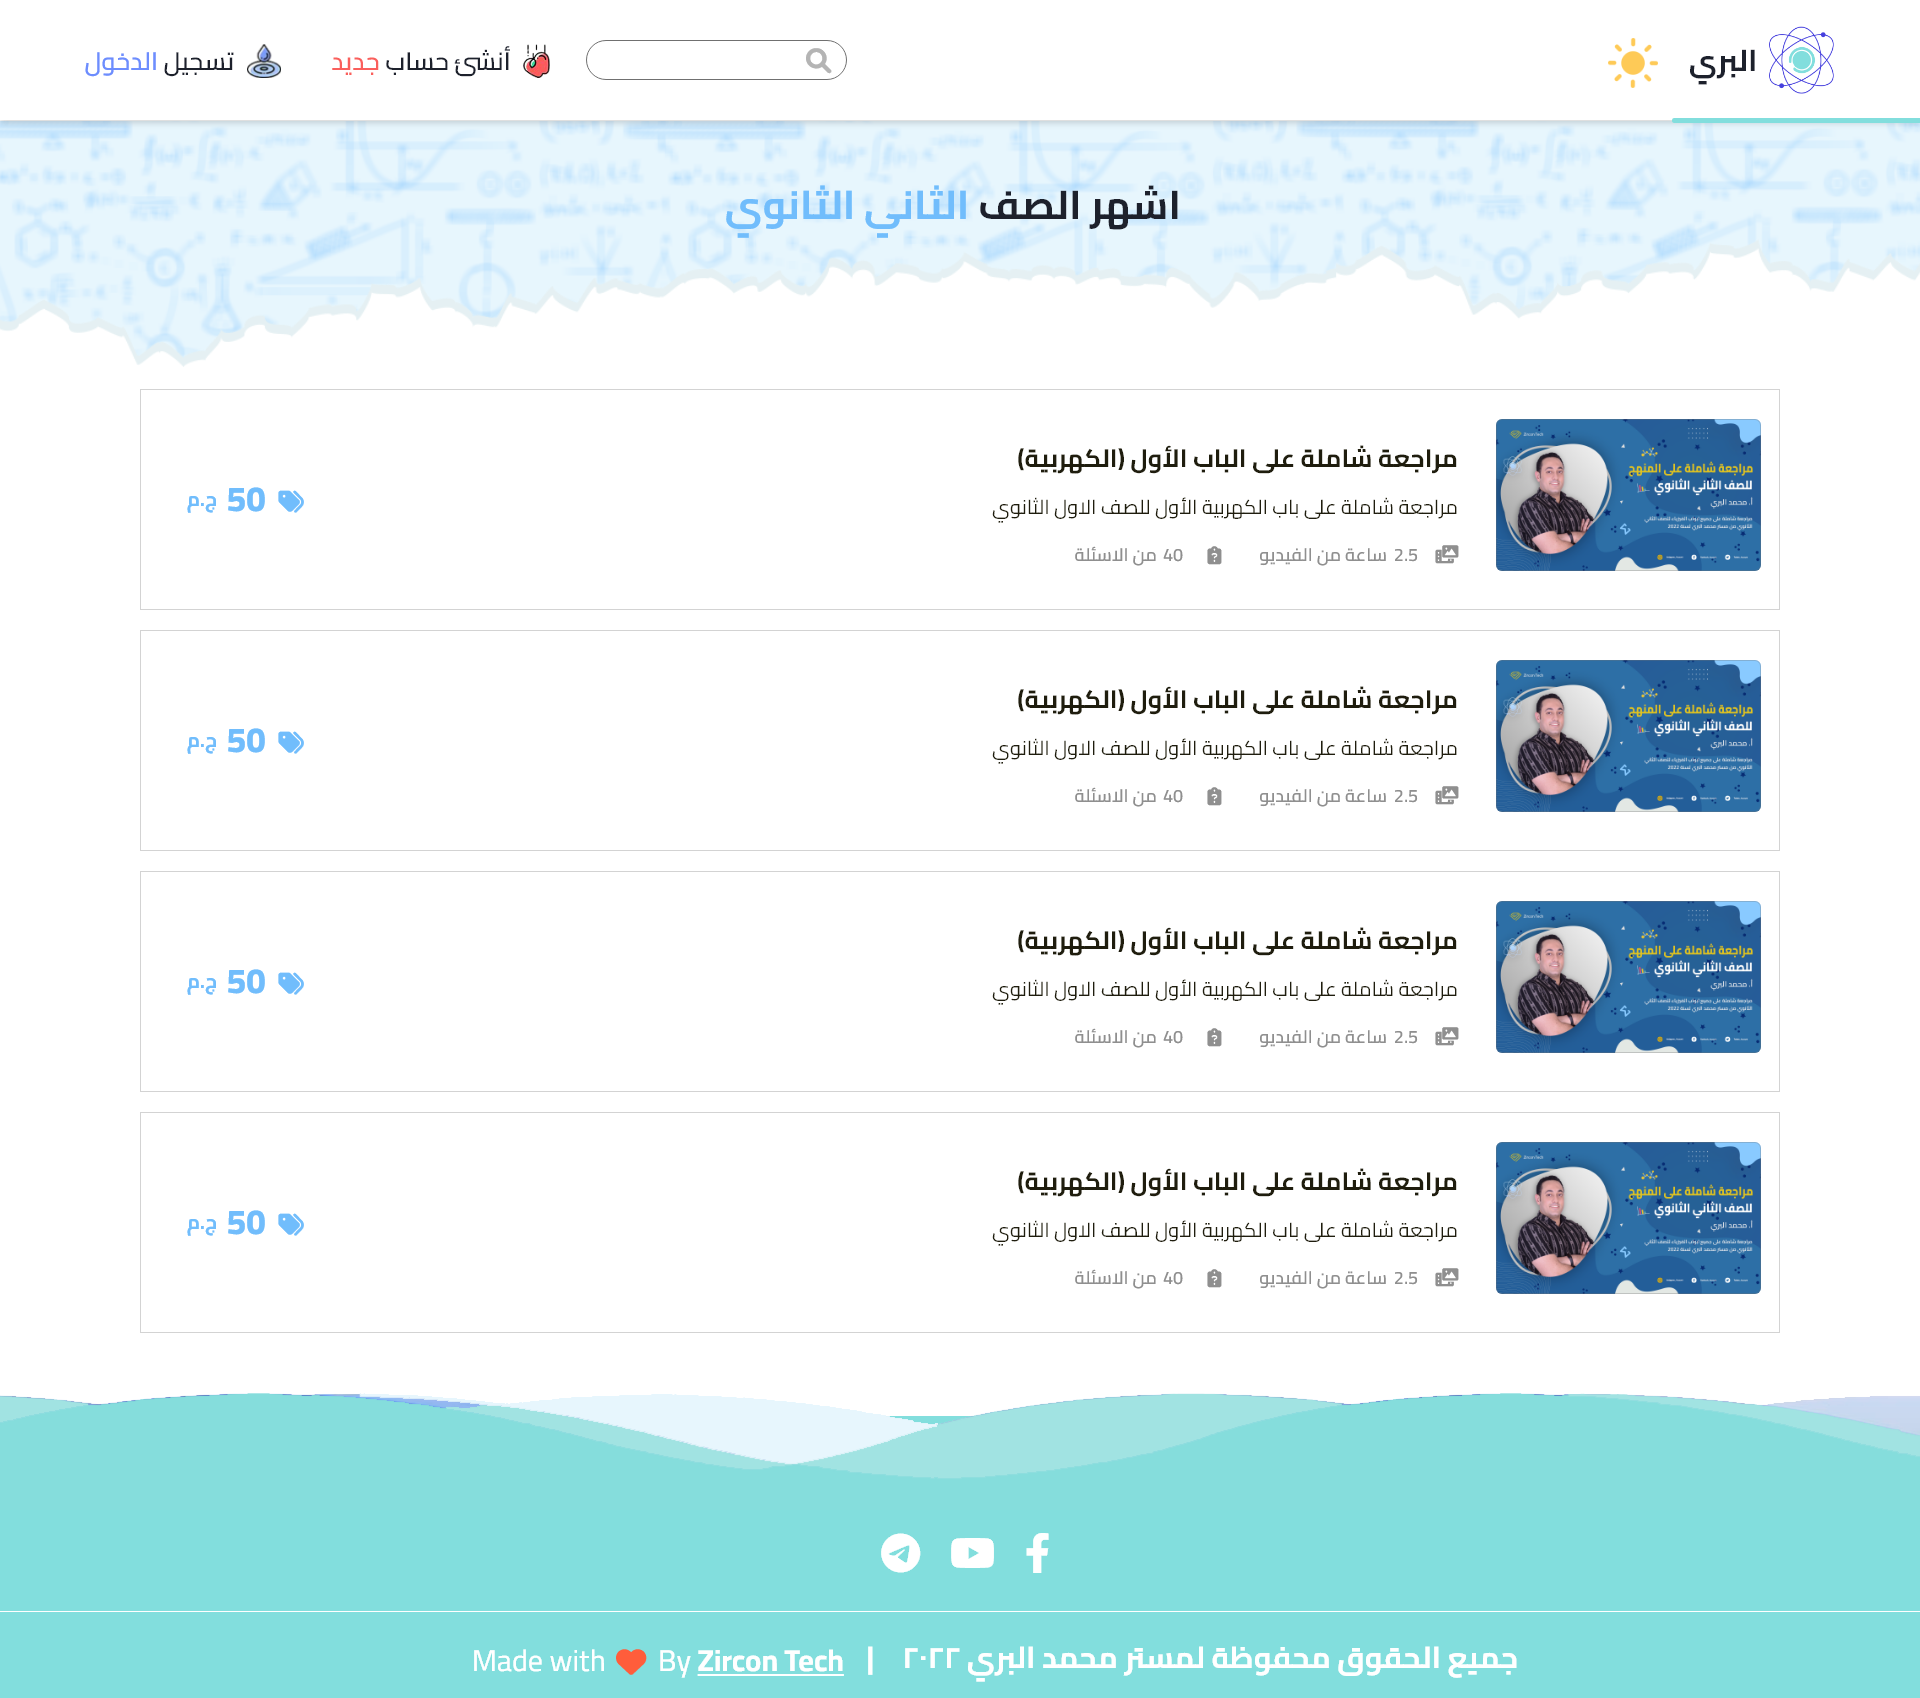 البري
أنشئ حساب جديد
تسجيل الدخول
اشهر الصف الثاني الثانوي
مراجعة شاملة على المنهج
للصف الثاني الثانوي
أ. محمد البري
مراجعة شاملة على الباب الأول (الكهربية)
مراجعة شاملة على باب الكهربية الأول للصف الاول الثانوي
2.5 ساعة من الفيديو
40 من الاسئلة
50 ج.م
مراجعة شاملة على المنهج
للصف الثاني الثانوي
أ. محمد البري
مراجعة شاملة على الباب الأول (الكهربية)
مراجعة شاملة على باب الكهربية الأول للصف الاول الثانوي
2.5 ساعة من الفيديو
40 من الاسئلة
50 ج.م
مراجعة شاملة على المنهج
للصف الثاني الثانوي
أ. محمد البري
مراجعة شاملة على الباب الأول (الكهربية)
مراجعة شاملة على باب الكهربية الأول للصف الاول الثانوي
2.5 ساعة من الفيديو
40 من الاسئلة
50 ج.م
مراجعة شاملة على المنهج
للصف الثاني الثانوي
أ. محمد البري
مراجعة شاملة على الباب الأول (الكهربية)
مراجعة شاملة على باب الكهربية الأول للصف الاول الثانوي
2.5 ساعة من الفيديو
40 من الاسئلة
50 ج.م
جميع الحقوق محفوظة لمستر محمد البري ٢٠٢٢ | Made with ❤ By Zircon Tech